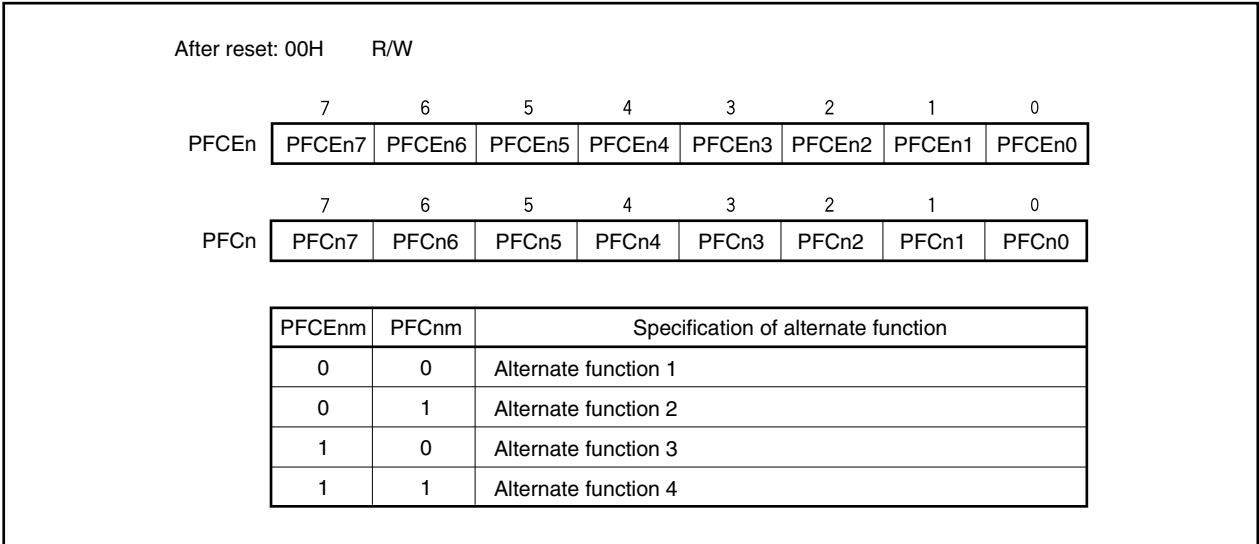 After reset: 00H R/W
7 6 5 4 3 2 1 0
PFCEn PFCEn7 PFCEn6 PFCEn5 PFCEn4 PFCEn3 PFCEn2 PFCEn1 PFCEn0
7 6 5 4 3 2 1 0
PFCn PFCn7 PFCn6 PFCn5 PFCn4 PFCn3 PFCn2 PFCn1 PFCn0
PFCEnm PFCnm Specification of alternate function
0 0 Alternate function 1
0 1 Alternate function 2
1 0 Alternate function 3
1 1 Alternate function 4